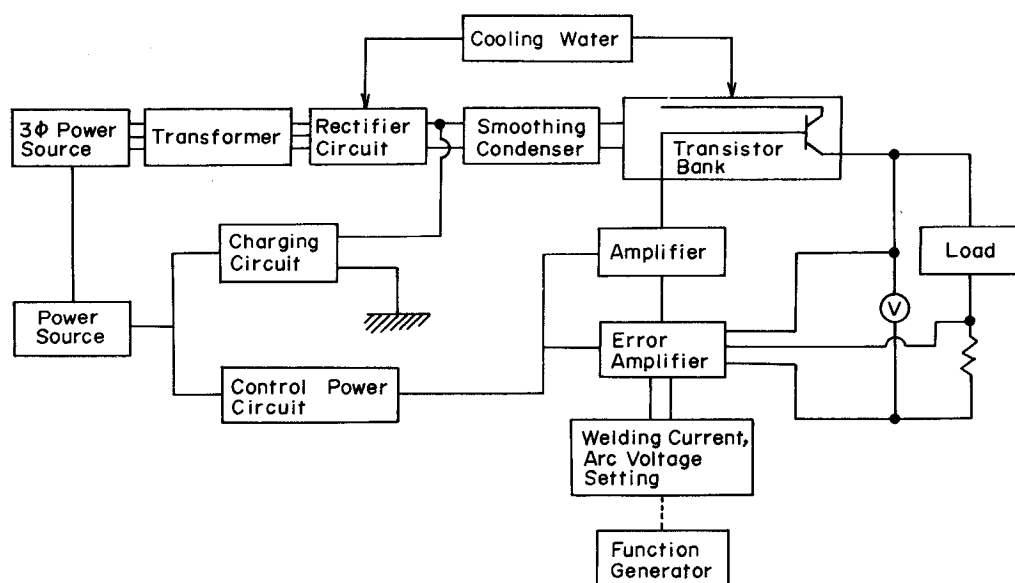 Cooling Water
3Φ Power
Source
Transformer
Rectifier
Circuit
Smoothing
Condenser
Transistor
Bank
Charging
Circuit
Amplifier
Load
Power
Source
V
Error
Amplifier
Control Power
Circuit
Welding Current,
Arc Voltage
Setting
Function
Generator